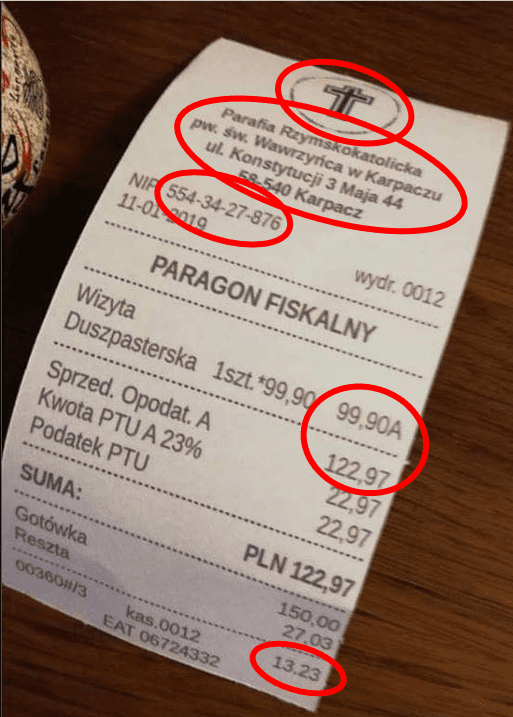 Parafia Rzymskokatolicka
pw. św. Wawrzyńca w Karpaczu
ul. Konstytucji 3 Maja 44
58-540 Karpacz
NIP 554-34-27-876
11-01-2019 wydr. 0012
PARAGON FISKALNY
Wizyta
Duszpasterska 1szt.*99,90 99,90A
Sprzed. Opodat. A 122,97
Kwota PTU A 23% 22,97
Podatek PTU 22,97
SUMA: PLN 122,97
Gotówka 150,00
Reszta 27,03
00360#/3 kas.0012 13.23
EAT 06724332